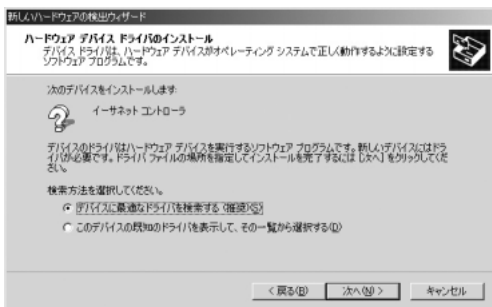 新しいハードウェアの検出ウィザード
ハードウェア デバイス ドライバのインストール
デバイス ドライバは、ハードウェア デバイスがオペレーティング システムで正しく動作するように設定する
ソフトウェア プログラムです。
次のデバイスをインストールします:
イーサネット コントローラ
デバイスのドライバはハードウェア デバイスを実行するソフトウェア プログラムです。新しいデバイスにはドラ
イバが必要です。ドライバ ファイルの場所を指定してインストールを完了するには [次へ] をクリックしてくだ
さい。
検索方法を選択してください。
デバイスに最適なドライバを検索する (推奨)(S)
このデバイスの既知のドライバを表示して、その一覧から選択する(D)
< 戻る(B)
次へ(N) >
キャンセル